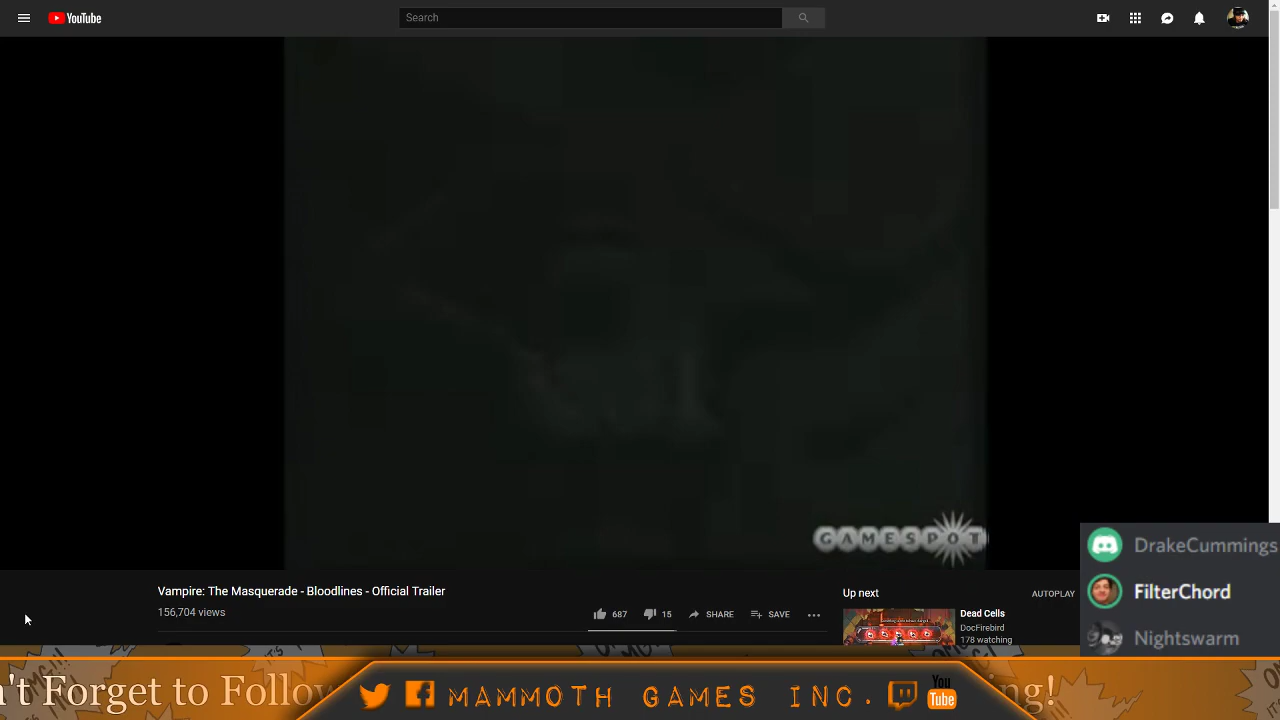 YouTube
Search
GAMESPOT
DrakeCummings
FilterChord
Nightswarm
Vampire: The Masquerade - Bloodlines - Official Trailer
156,704 views
687
15
SHARE
SAVE
Up next
AUTOPLAY
Dead Cells
DocFirebird
178 watching
n't Forget to Follow
MAMMOTH GAMES INC.
You
Tube
ing!